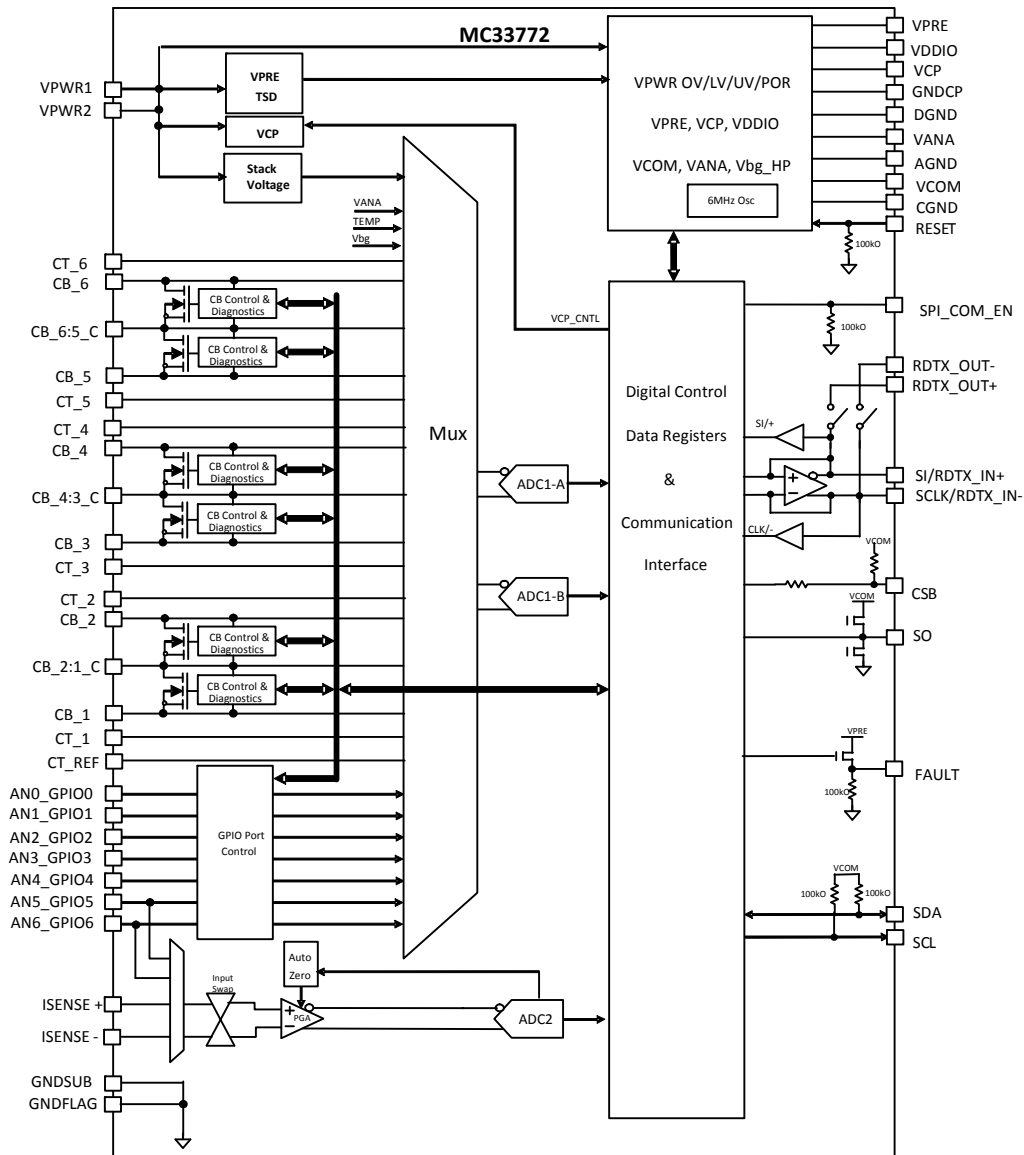 MC33772
VPWR1
VPWR2
VPRE
TSD
VCP
Stack
Voltage
VANA
TEMP
Vbg
VPWR OV/LV/UV/POR
VPRE, VCP, VDDIO
VCOM, VANA, Vbg_HP
6MHz Osc
VPRE
VDDIO
VCP
GNDCP
DGND
VANA
AGND
VCOM
CGND
RESET
100kO
CT_6
CB_6
CB_6:5_C
CB_5
CT_5
CT_4
CB_4
CB_4:3_C
CB_3
CT_3
CT_2
CB_2
CB_2:1_C
CB_1
CT_1
CT_REF
CB Control &
Diagnostics
CB Control &
Diagnostics
CB Control &
Diagnostics
CB Control &
Diagnostics
CB Control &
Diagnostics
CB Control &
Diagnostics
Mux
VCP_CNTL
ADC1-A
ADC1-B
Digital Control
Data Registers
&
Communication
Interface
SPI_COM_EN
100kO
RDTX_OUT-
RDTX_OUT+
SI/+
SI/RDTX_IN+
SCLK/RDTX_IN-
+
−
CLK/-
VCOM
CSB
VCOM
SO
VPRE
FAULT
100kO
VCOM
100kO
100kO
SDA
SCL
AN0_GPIO0
AN1_GPIO1
AN2_GPIO2
AN3_GPIO3
AN4_GPIO4
AN5_GPIO5
AN6_GPIO6
GPIO Port
Control
Auto
Zero
Input
Swap
ISENSE +
ISENSE -
+
PGA
−
ADC2
GNDSUB
GNDFLAG